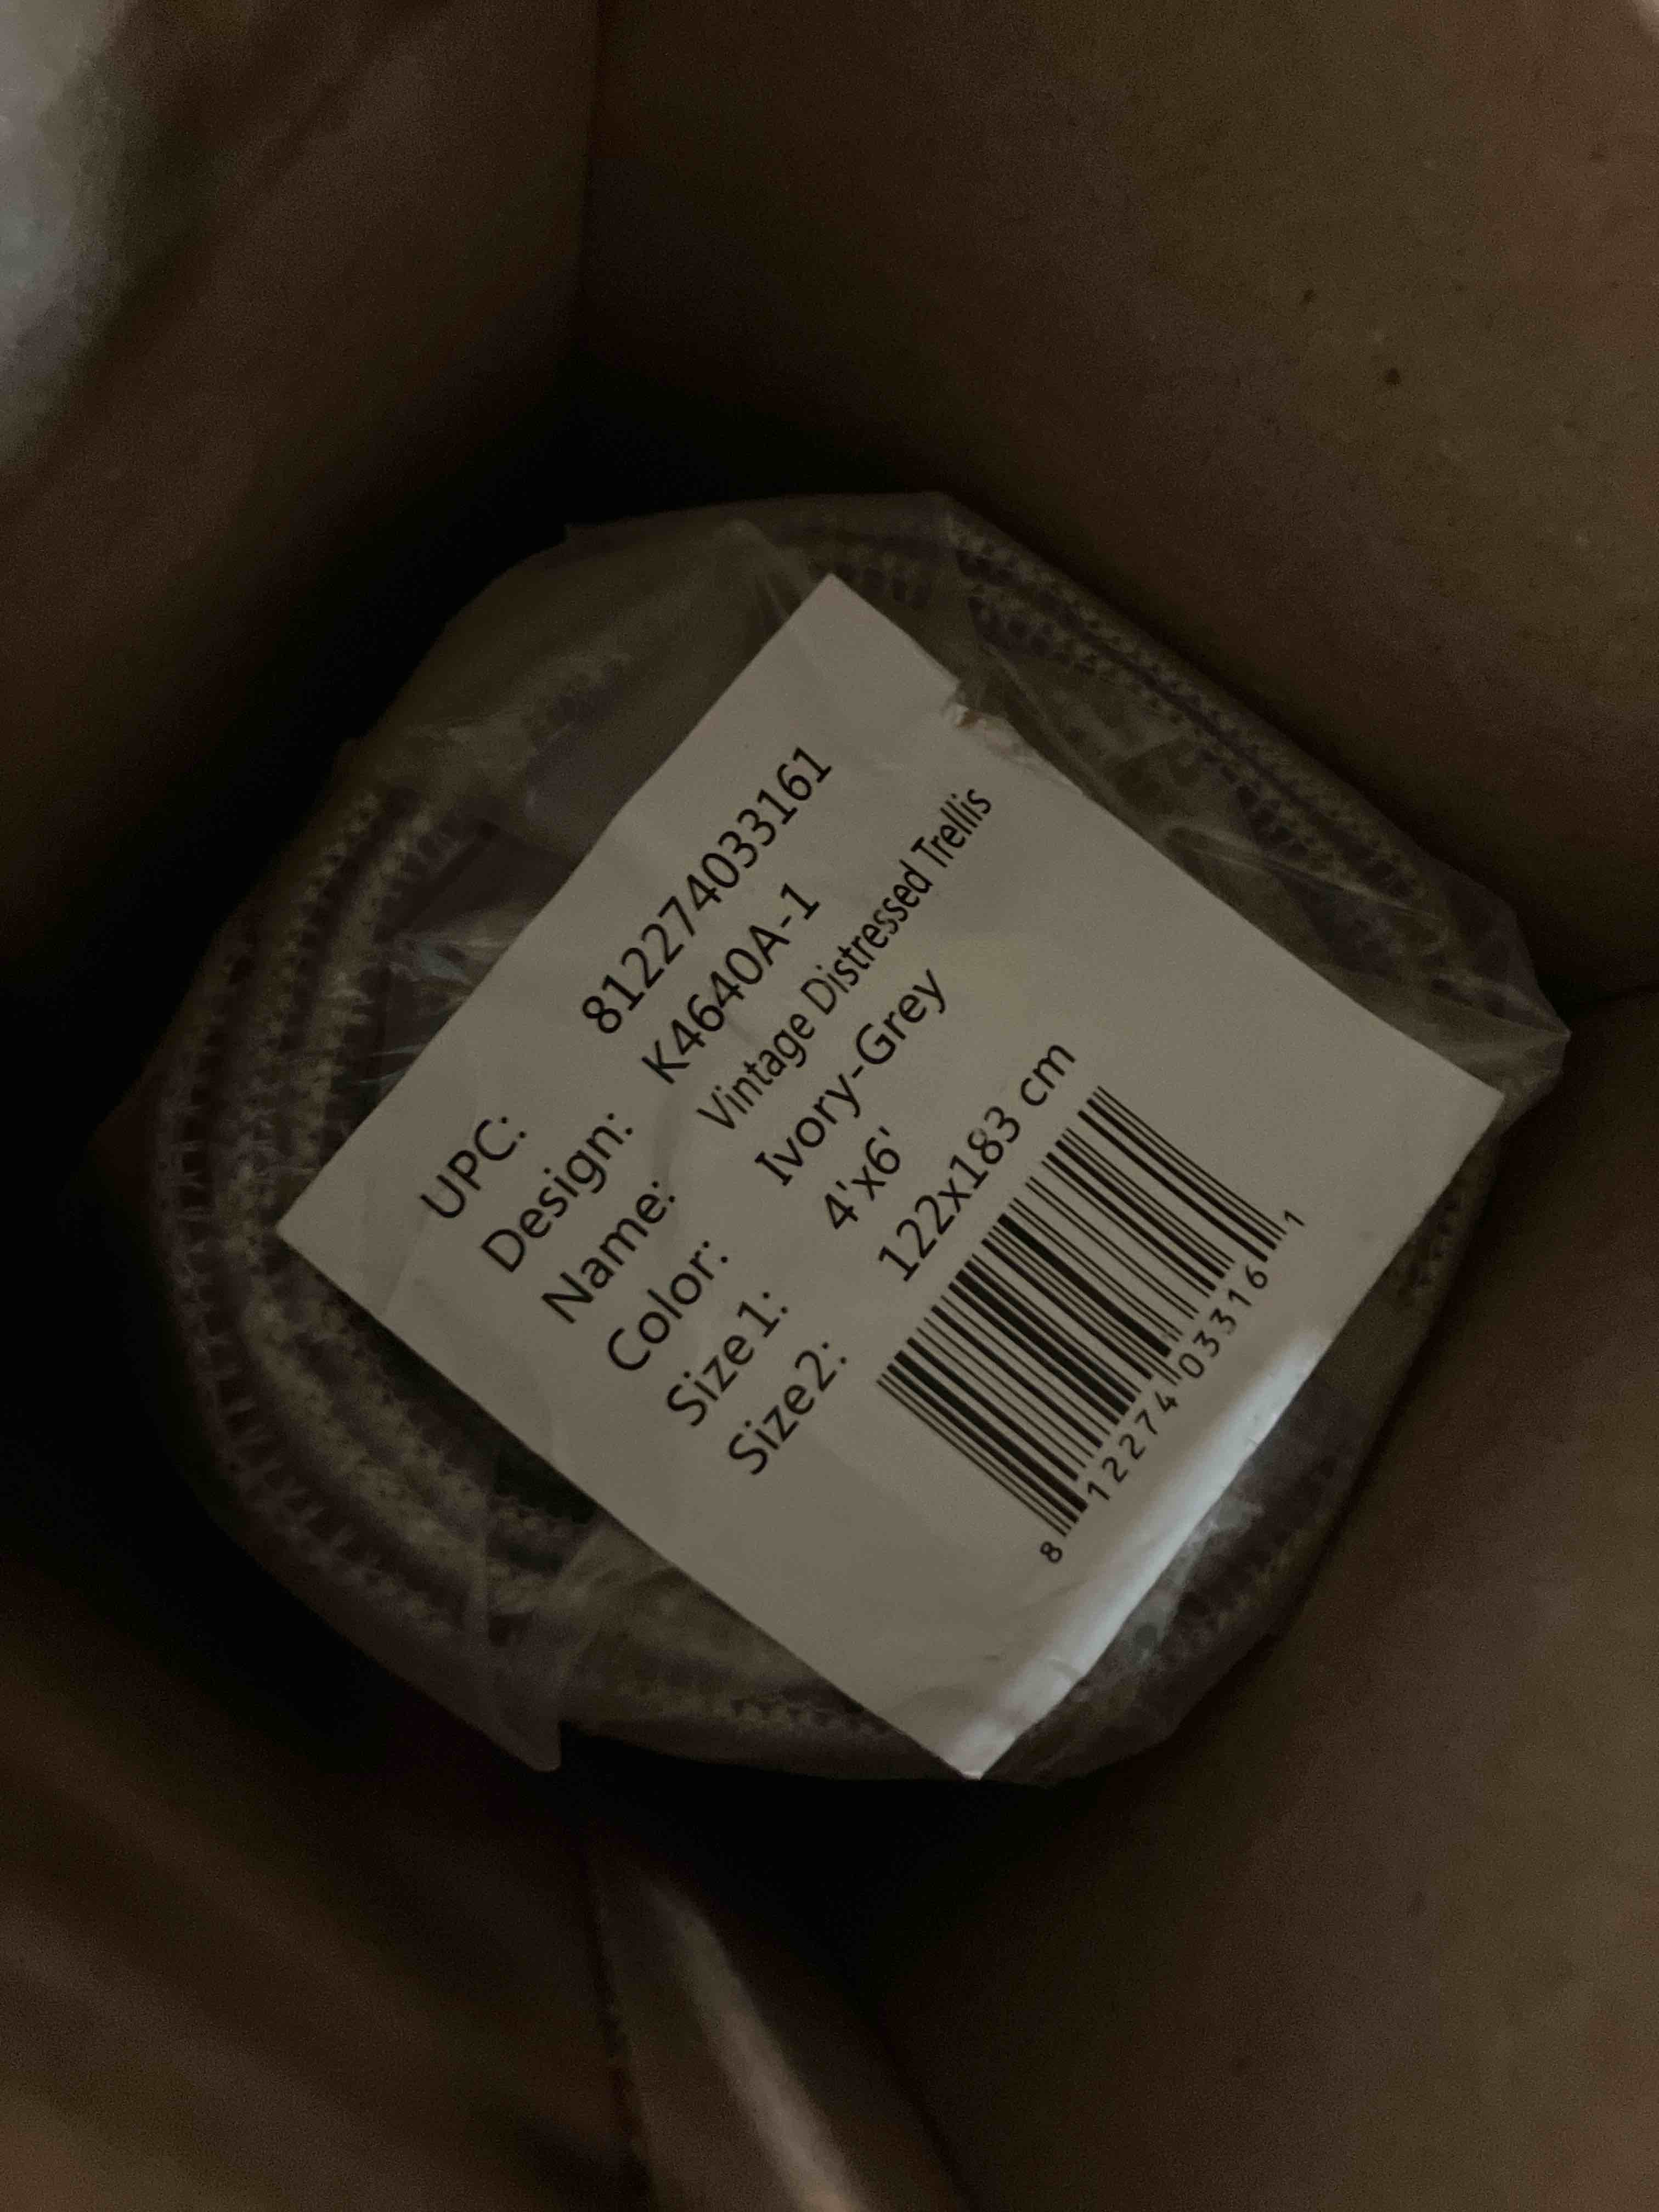 UPC: 812274033161
Design: K4640A-1
Name: Vintage Distressed Trellis
Color: Ivory-Grey
Size1: 4'x6'
Size2: 122x183 cm
8 12274 03316 1